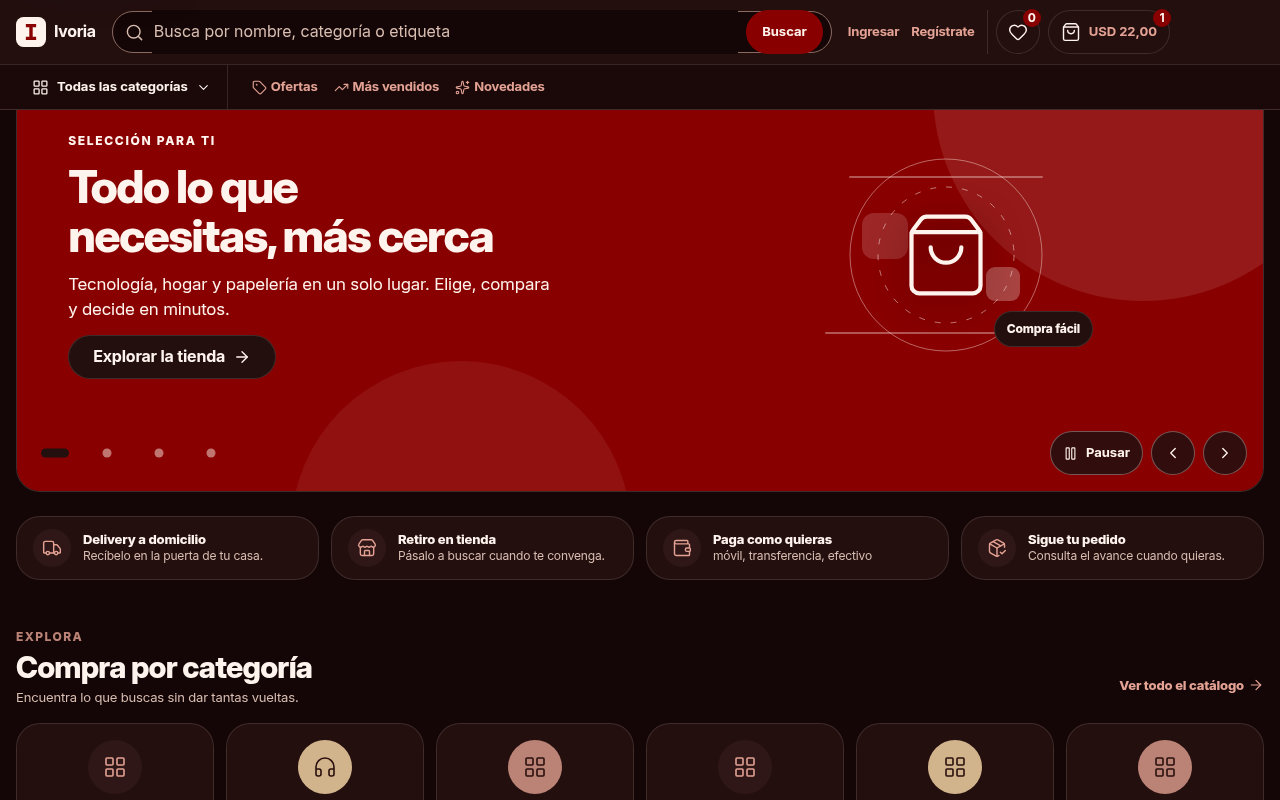 I Ivoria
Busca por nombre, categoría o etiqueta
Buscar
Ingresar
Regístrate
0
USD 22,00
1
Todas las categorías
Ofertas
Más vendidos
Novedades
SELECCIÓN PARA TI
Todo lo que
necesitas, más cerca
Tecnología, hogar y papelería en un solo lugar. Elige, compara
y decide en minutos.
Explorar la tienda
Compra fácil
Pausar
Delivery a domicilio
Recíbelo en la puerta de tu casa.
Retiro en tienda
Pásalo a buscar cuando te convenga.
Paga como quieras
móvil, transferencia, efectivo
Sigue tu pedido
Consulta el avance cuando quieras.
EXPLORA
Compra por categoría
Encuentra lo que buscas sin dar tantas vueltas.
Ver todo el catálogo